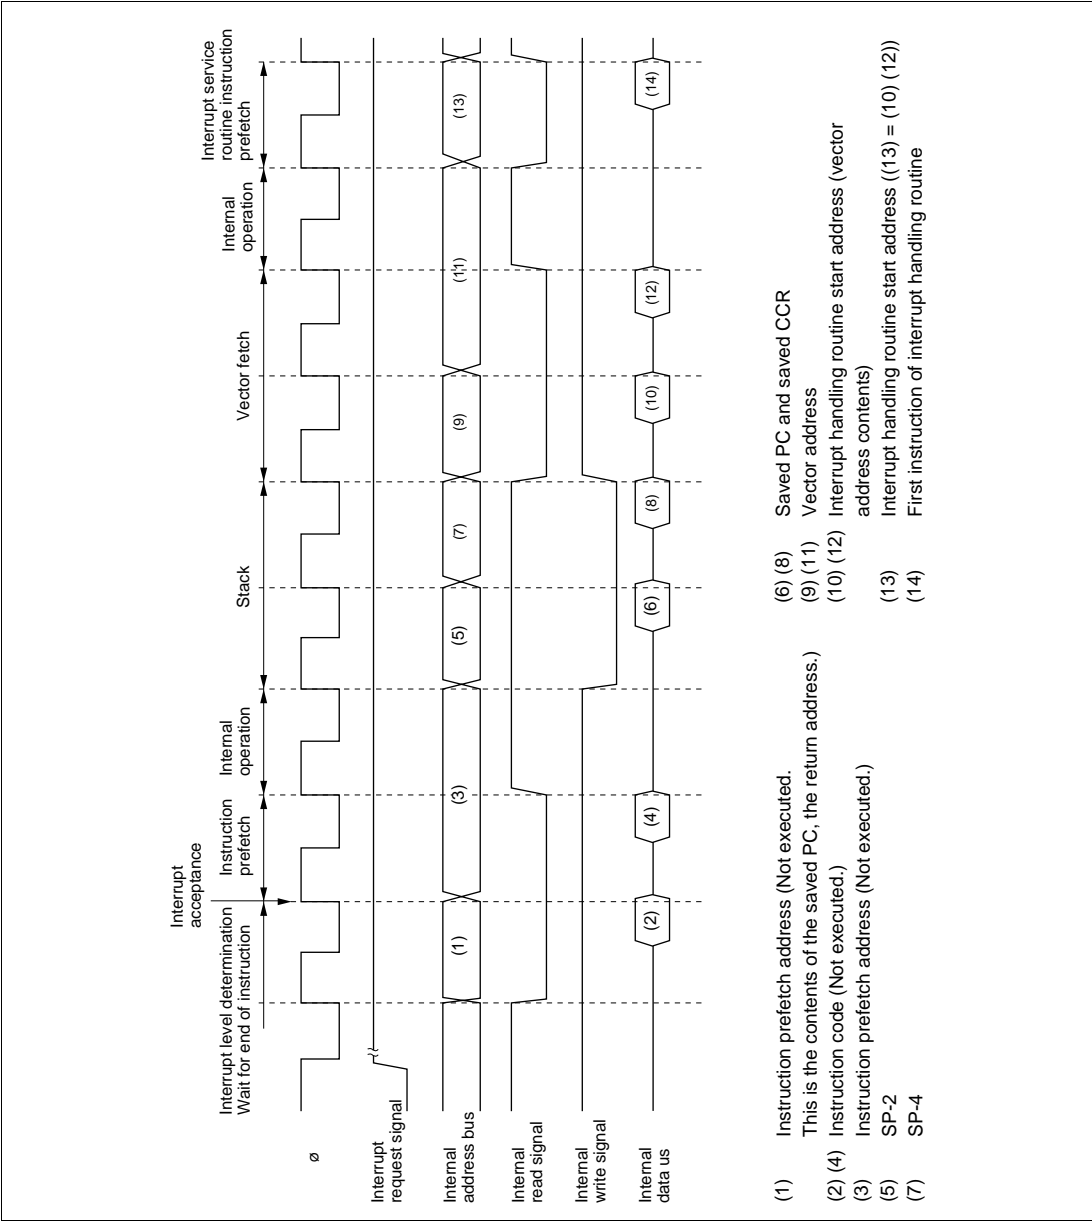 Interrupt level determination
Wait for end of instruction
Interrupt
acceptance
Instruction
prefetch
Internal
operation
Stack
Vector fetch
Internal
operation
Interrupt service
routine instruction
prefetch
ø
Interrupt
request signal
Internal
address bus
(1)
(3)
(5)
(7)
(9)
(11)
(13)
Internal
read signal
Internal
write signal
Internal
data us
(2)
(4)
(6)
(8)
(10)
(12)
(14)
(1) Instruction prefetch address (Not executed.
This is the contents of the saved PC, the return address.)
(2) (4) Instruction code (Not executed.)
(3) Instruction prefetch address (Not executed.)
(5) SP-2
(7) SP-4
(6) (8) Saved PC and saved CCR
(9) (11) Vector address
(10) (12) Interrupt handling routine start address (vector
address contents)
(13) Interrupt handling routine start address ((13) = (10) (12))
(14) First instruction of interrupt handling routine